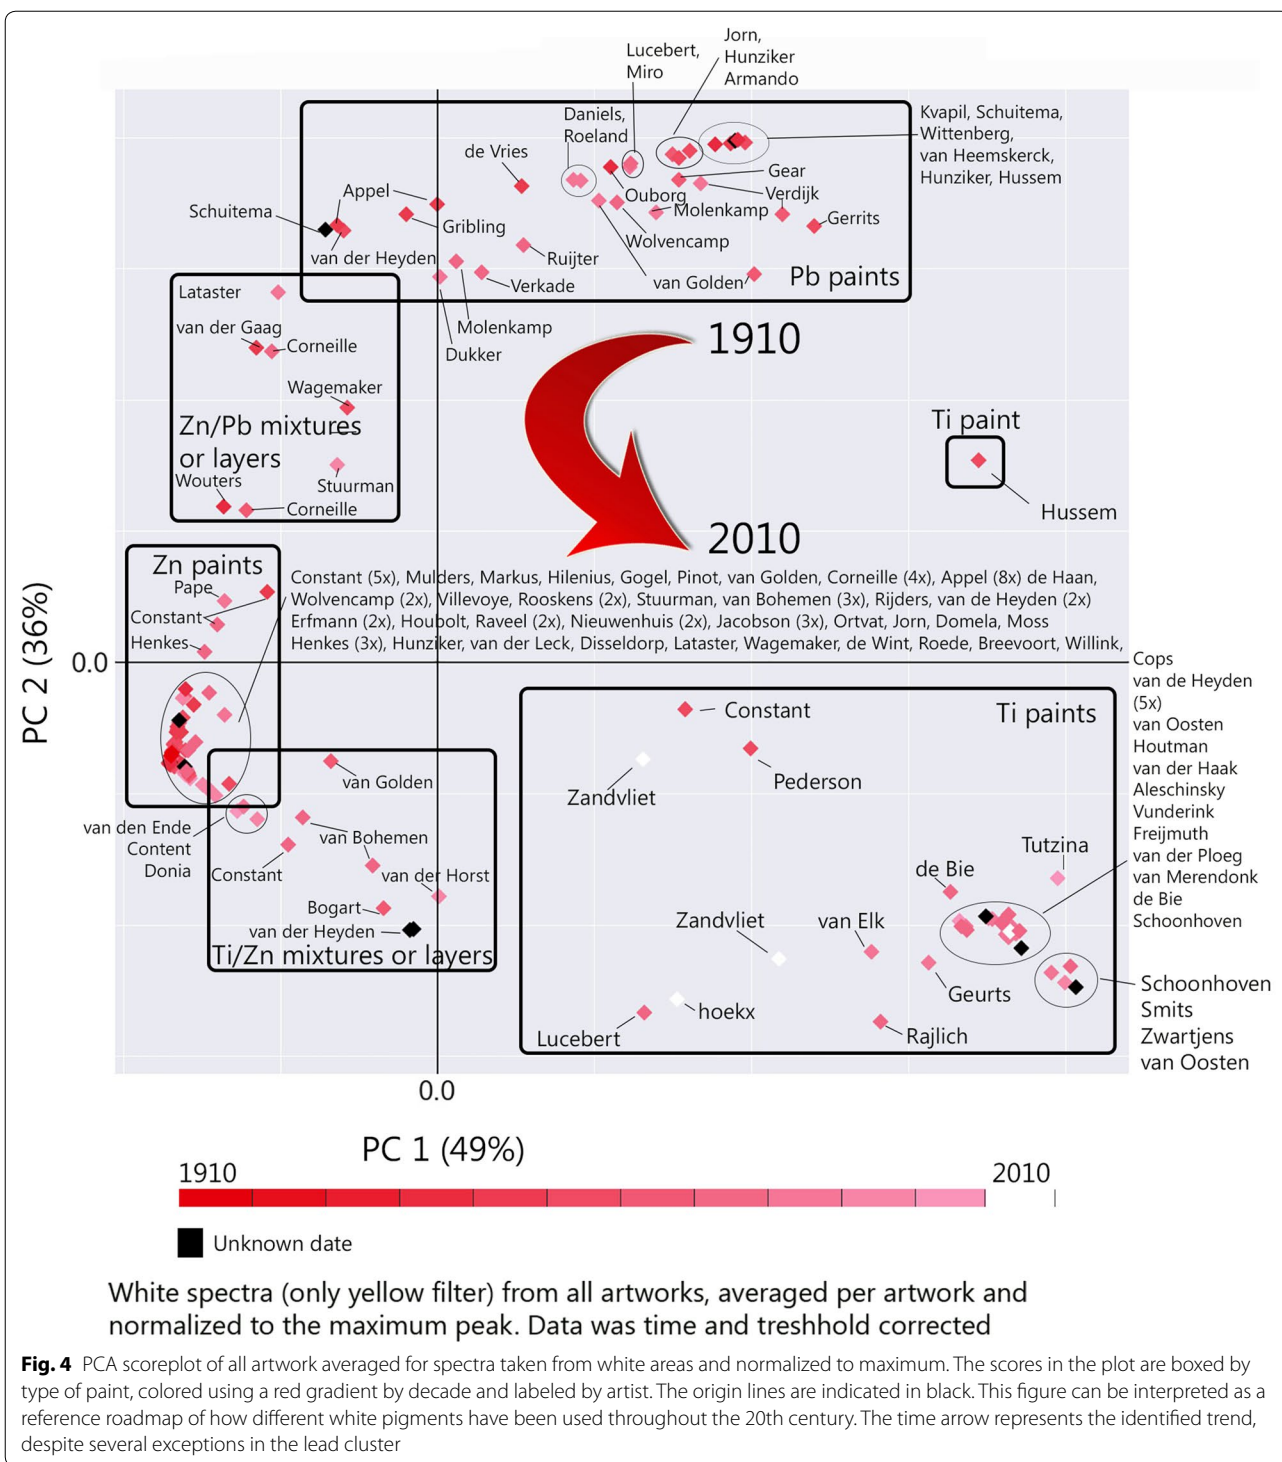 Jorn,
Hunziker
Armando
Lucebert,
Miro
Daniels,
Roeland
Kvapil, Schuitema,
Wittenberg,
van Heemskerck,
Hunziker, Hussem
de Vries
Appel
Gear
Ouborg
Verdijk
Schuitema
Molenkamp
Gerrits
Gribling
Wolvencamp
van der Heyden
Ruijter
Pb paints
van Golden
Verkade
Lataster
Molenkamp
van der Gaag
Corneille
Dukker
1910
Wagemaker
Zn/Pb mixtures
or layers
Ti paint
Wouters
Stuurman
Corneille
Hussem
2010
Zn paints
Pape
Constant
Henkes
Constant (5x), Mulders, Markus, Hilenius, Gogel, Pinot, van Golden, Corneille (4x), Appel (8x) de Haan,
Wolvencamp (2x), Villevoye, Rooskens (2x), Stuurman, van Bohemen (3x), Rijders, van de Heyden (2x)
Erfmann (2x), Houbolt, Raveel (2x), Nieuwenhuis (2x), Jacobson (3x), Ortvat, Jorn, Domela, Moss
Henkes (3x), Hunziker, van der Leck, Disseldorp, Lataster, Wagemaker, de Wint, Roede, Breevoort, Willink,
0.0
PC 2 (36%)
Cops
van de Heyden
(5x)
van Oosten
Houtman
van der Haak
Aleschinsky
Vunderink
Freijmuth
van der Ploeg
van Merendonk
de Bie
Schoonhoven
Constant
Ti paints
Pederson
Zandvliet
van Golden
van den Ende
Content
Donia
van Bohemen
Constant
van der Horst
Bogart
van der Heyden
Ti/Zn mixtures or layers
Tutzina
de Bie
Zandvliet
van Elk
Geurts
hoekx
Lucebert
Rajlich
Schoonhoven
Smits
Zwartjens
van Oosten
0.0
PC 1 (49%)
1910
2010
Unknown date
White spectra (only yellow filter) from all artworks, averaged per artwork and
normalized to the maximum peak. Data was time and treshhold corrected
Fig. 4 PCA scoreplot of all artwork averaged for spectra taken from white areas and normalized to maximum. The scores in the plot are boxed by
type of paint, colored using a red gradient by decade and labeled by artist. The origin lines are indicated in black. This figure can be interpreted as a
reference roadmap of how different white pigments have been used throughout the 20th century. The time arrow represents the identified trend,
despite several exceptions in the lead cluster